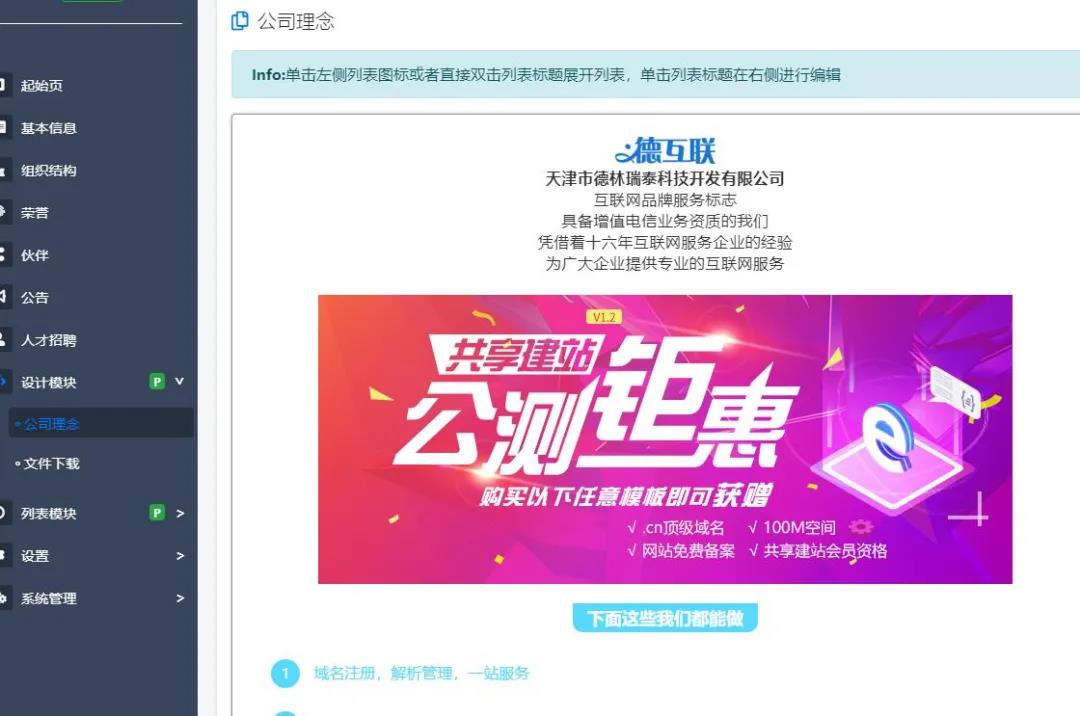 公司理念
Info:单击左侧列表图标或者直接双击列表标题展开列表，单击列表标题在右侧进行编辑
起始页
基本信息
组织结构
荣誉
伙伴
公告
人才招聘
设计模块 P
公司理念
文件下载
列表模块 P >
设置 >
系统管理 >
德互联
天津市德林瑞泰科技开发有限公司
互联网品牌服务标志
具备增值电信业务资质的我们
凭借着十六年互联网服务企业的经验
为广大企业提供专业的互联网服务
V1.2
共享建站
公测钜惠
购买以下任意模板即可获赠
√ .cn顶级域名 √ 100M空间
√ 网站免费备案 √ 共享建站会员资格
下面这些我们都能做
1 域名注册，解析管理，一站服务